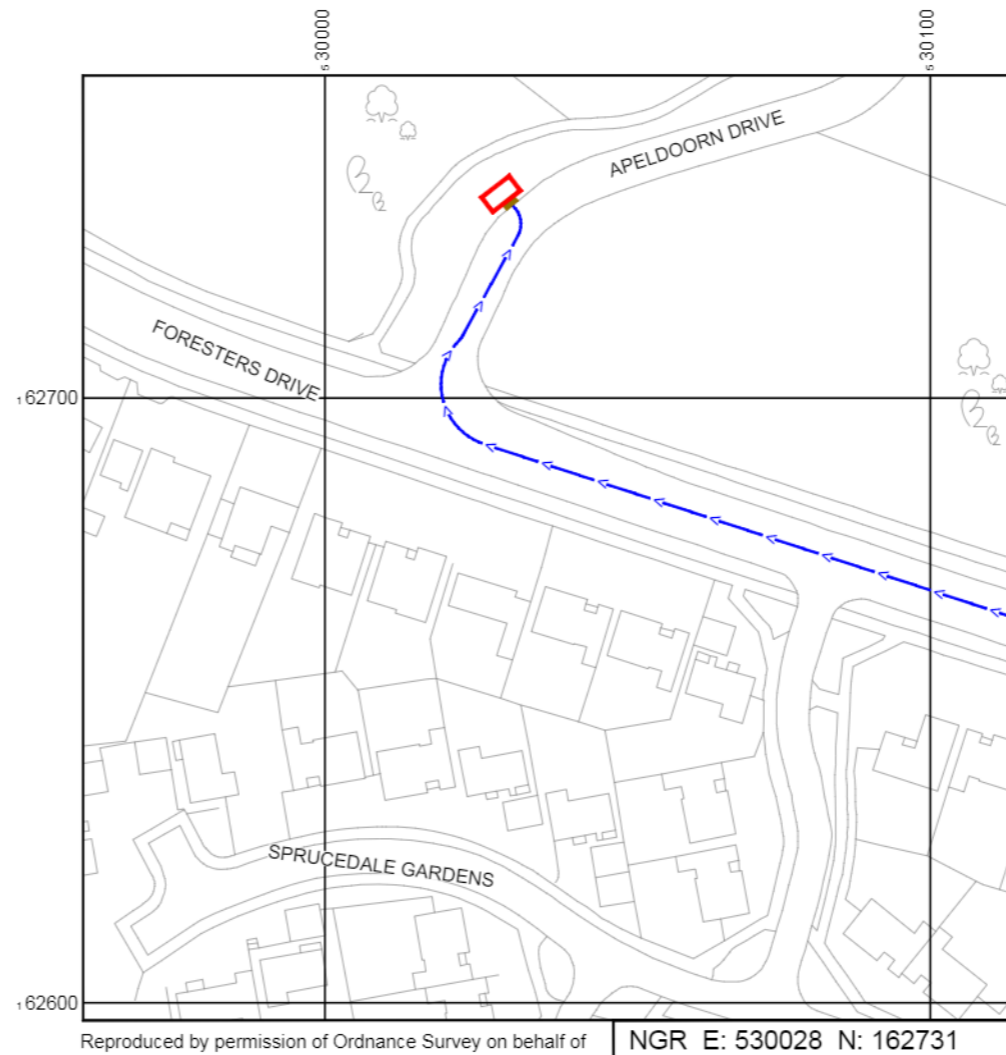 530000
530100
APELDOORN DRIVE
FORESTERS DRIVE
162700
SPRUCEDALE GARDENS
162600
Reproduced by permission of Ordnance Survey on behalf of
NGR E: 530028 N: 162731